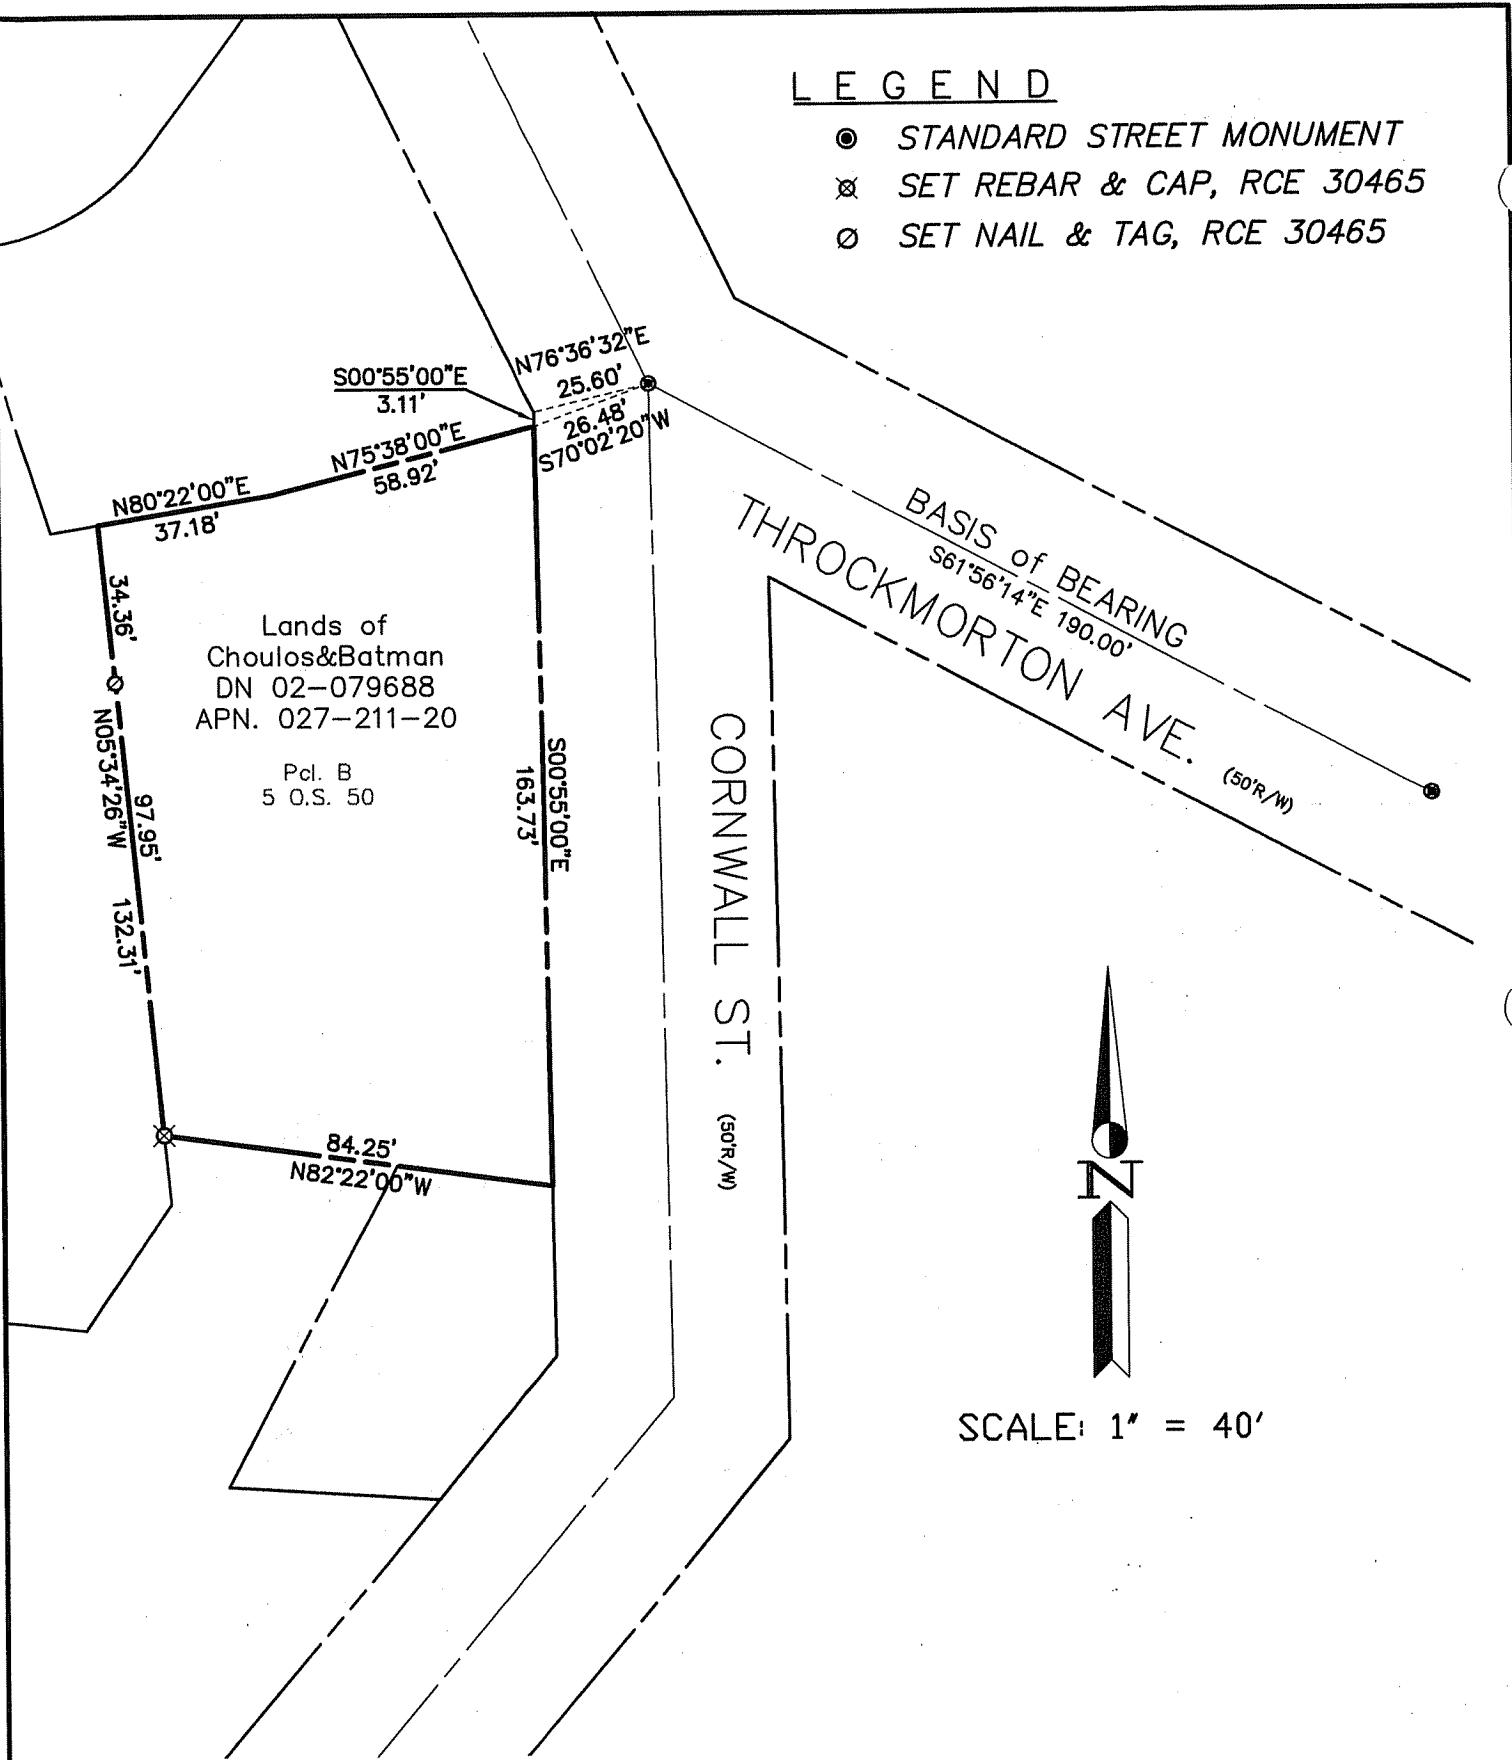 LEGEND
STANDARD STREET MONUMENT
SET REBAR & CAP, RCE 30465
SET NAIL & TAG, RCE 30465
N76°36'32"E
25.60'
S00°55'00"E
3.11'
26.48'
S70°02'20"W
N75°38'00"E
58.92'
N80°22'00"E
37.18'
BASIS of BEARING
S61°56'14"E 190.00'
THROCKMORTON AVE. (50'R/W)
34.36'
Lands of
Choulos&Batman
DN 02-079688
APN. 027-211-20
Pcl. B
5 O.S. 50
N05°34'26"W
97.95'
132.31'
S00°55'00"E
163.73'
CORNWALL ST. (50'R/W)
84.25'
N82°22'00"W
N
SCALE: 1" = 40'